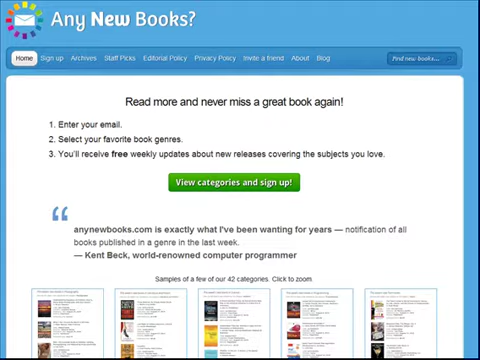 Any New Books?
Home Sign up Archives Staff Picks Editorial Policy Privacy Policy Invite a friend About Blog Find new books...
Read more and never miss a great book again!
1. Enter your email.
2. Select your favorite book genres.
3. You'll receive free weekly updates about new releases covering the subjects you love.
View categories and sign up!
“ anynewbooks.com is exactly what I've been wanting for years — notification of all
books published in a genre in the last week.
— Kent Beck, world-renowned computer programmer
Samples of a few of our 42 categories. Click to zoom